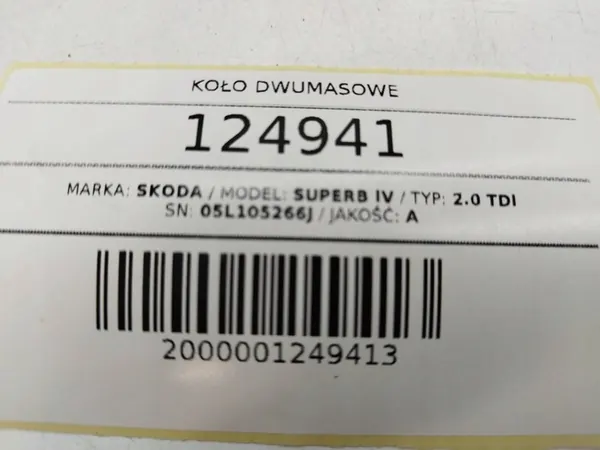 KOŁO DWUMASOWE
124941
MARKA: SKODA / MODEL: SUPERB IV / TYP: 2.0 TDI
SN: 05L105266J / JAKOŚĆ: A
2000001249413